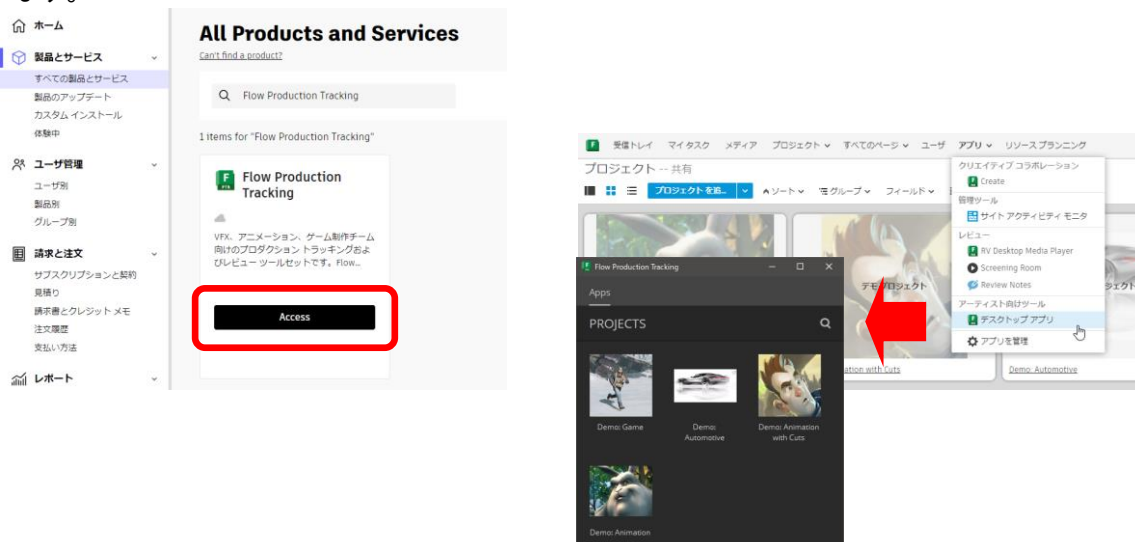 ます。
ホーム
製品とサービス
すべての製品とサービス
製品のアップデート
カスタム インストール
体験中
ユーザ管理
ユーザ別
製品別
グループ別
請求と注文
サブスクリプションと契約
見積り
請求書とクレジット メモ
注文履歴
支払い方法
レポート
All Products and Services
Can't find a product?
Flow Production Tracking
1 items for "Flow Production Tracking"
Flow Production
Tracking
VFX、アニメーション、ゲーム制作チーム
向けのプロダクション トラッキングおよ
びレビュー ツールセットです。Flow...
Access
受信トレイ マイ タスク メディア プロジェクト すべてのページ ユーザ アプリ リソース プランニング
プロジェクト -- 共有
プロジェクトを追... ソート グループ フィールド
クリエイティブ コラボレーション
Create
管理ツール
サイト アクティビティ モニタ
レビュー
RV Desktop Media Player
Screening Room
Review Notes
アーティスト向けツール
デスクトップ アプリ
アプリを管理
デモ プロジェクト
ジェクト
ation with Cuts
Demo: Automotive
Flow Production Tracking
Apps
PROJECTS
Demo: Game
Demo:
Automotive
Demo: Animation
with Cuts
Demo: Animation